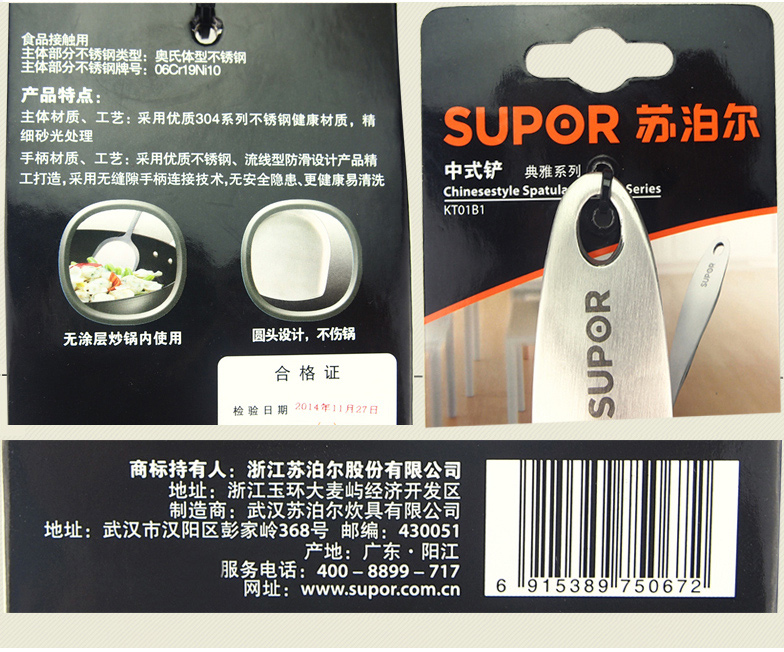 食品接触用
主体部分不锈钢类型：奥氏体型不锈钢
主体部分不锈钢牌号：06Cr19Ni10
产品特点：
主体材质、工艺：采用优质304系列不锈钢健康材质，精
细砂光处理
手柄材质、工艺：采用优质不锈钢、流线型防滑设计产品精
工打造，采用无缝隙手柄连接技术，无安全隐患、更健康易清洗
无涂层炒锅内使用
圆头设计，不伤锅
合格证
检验日期 2014年11月27日
SUPOR 苏泊尔
中式铲 典雅系列
Chinesestyle Spatula Series
KT01B1
SUPOR
SUPOR
商标持有人：浙江苏泊尔股份有限公司
地址：浙江玉环大麦屿经济开发区
制造商：武汉苏泊尔炊具有限公司
地址：武汉市汉阳区彭家岭368号 邮编：430051
产地：广东·阳江
服务电话：400-8899-717
网址：www.supor.com.cn
6 915389 750672